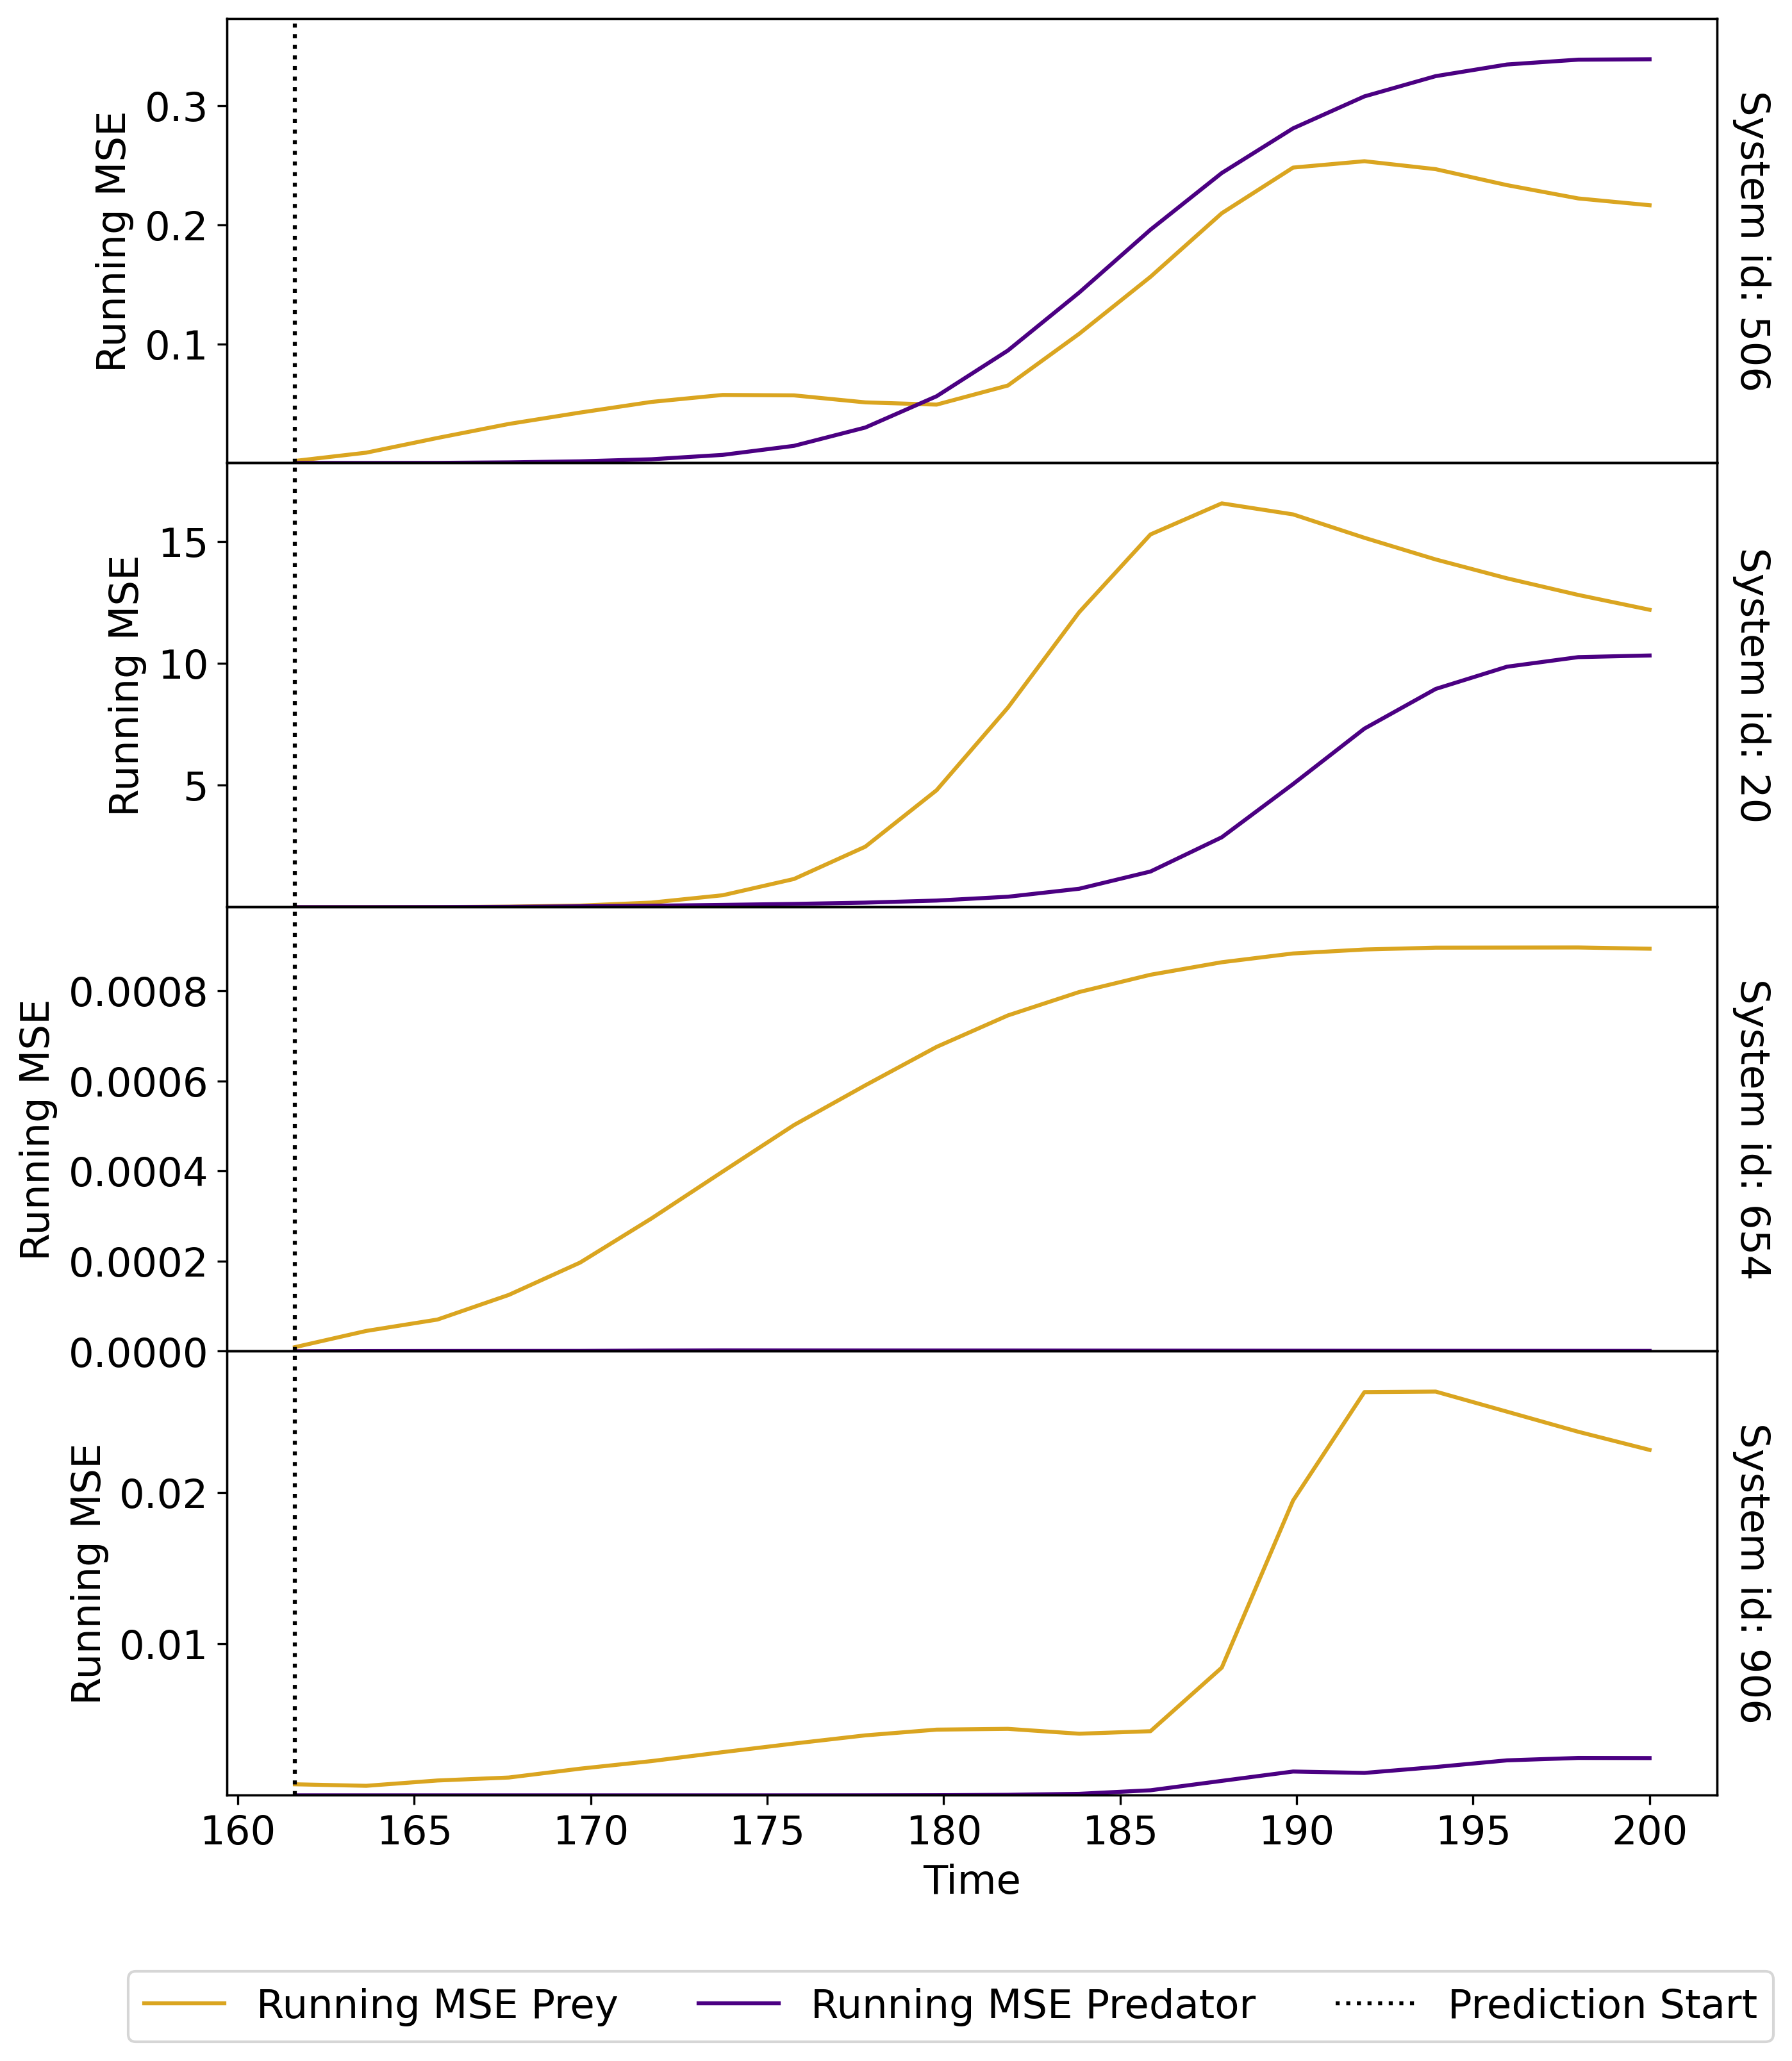 Running MSE
0.3
0.2
0.1
System id: 506
Running MSE
15
10
5
System id: 20
Running MSE
0.0008
0.0006
0.0004
0.0002
0.0000
System id: 654
Running MSE
0.02
0.01
System id: 906
160 165 170 175 180 185 190 195 200
Time
Running MSE Prey Running MSE Predator Prediction Start